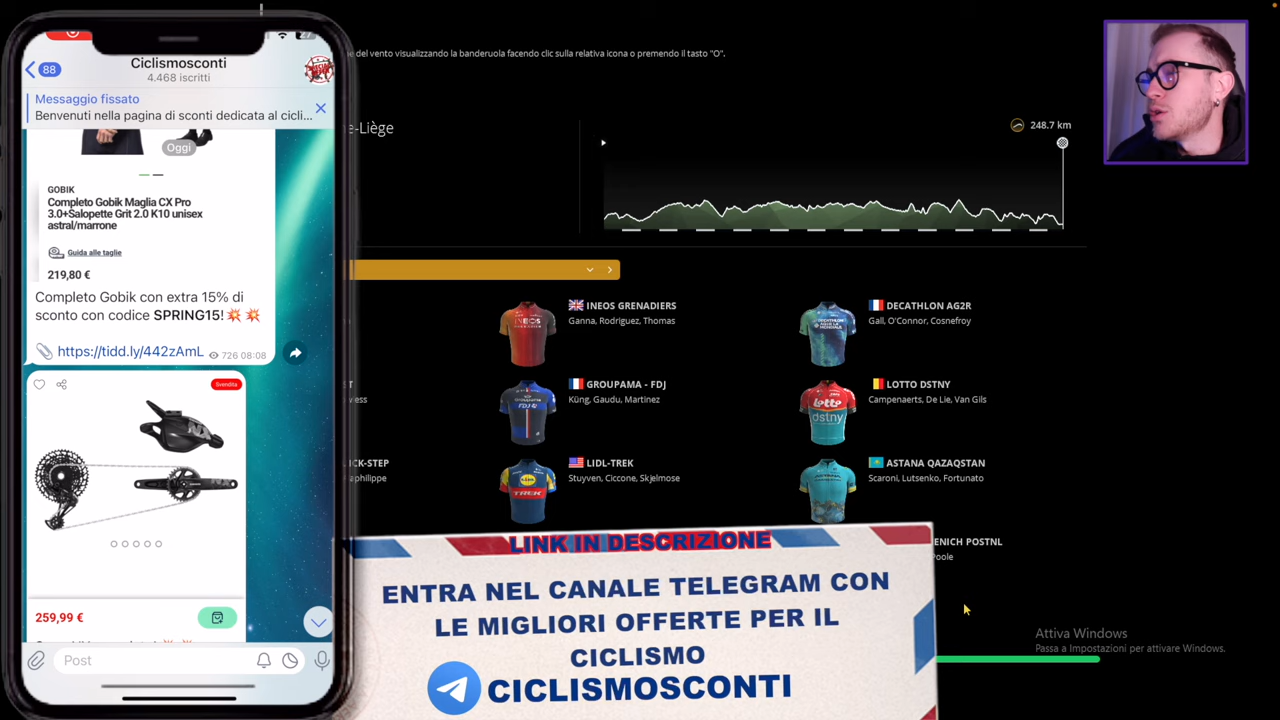 88
Ciclismosconti
4.468 iscritti
Messaggio fissato
Benvenuti nella pagina di sconti dedicata al cicli...
Oggi
GOBIK
Completo Gobik Maglia CX Pro
3.0+Salopette Grit 2.0 K10 unisex
astral/marrone
Guida alle taglie
219,80 €
Completo Gobik con extra 15% di
sconto con codice SPRING15!
https://tidd.ly/442zAmL
726 08:08
Svendita
NX
259,99 €
Post
del vento visualizzando la banderuola facendo clic sulla relativa icona o premendo il tasto "O".
e-Liège
248.7 km
INEOS GRENADIERS
Ganna, Rodriguez, Thomas
DECATHLON AG2R
Gall, O'Connor, Cosnefroy
GROUPAMA - FDJ
Küng, Gaudu, Martinez
LOTTO DSTNY
Campenaerts, De Lie, Van Gils
ICK-STEP
aphilippe
LIDL-TREK
Stuyven, Ciccone, Skjelmose
ASTANA QAZAQSTAN
Scaroni, Lutsenko, Fortunato
ENICH POSTNL
Poole
LINK IN DESCRIZIONE
ENTRA NEL CANALE TELEGRAM CON
LE MIGLIORI OFFERTE PER IL
CICLISMO
CICLISMOSCONTI
Attiva Windows
Passa a Impostazioni per attivare Windows.